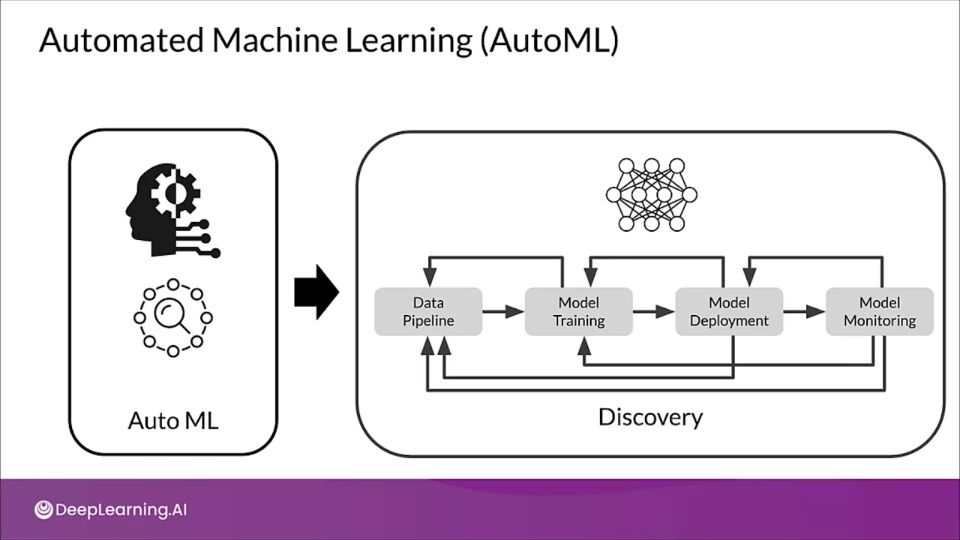 Automated Machine Learning (AutoML)
Auto ML
Data
Pipeline
Model
Training
Model
Deployment
Model
Monitoring
Discovery
DeepLearning.AI